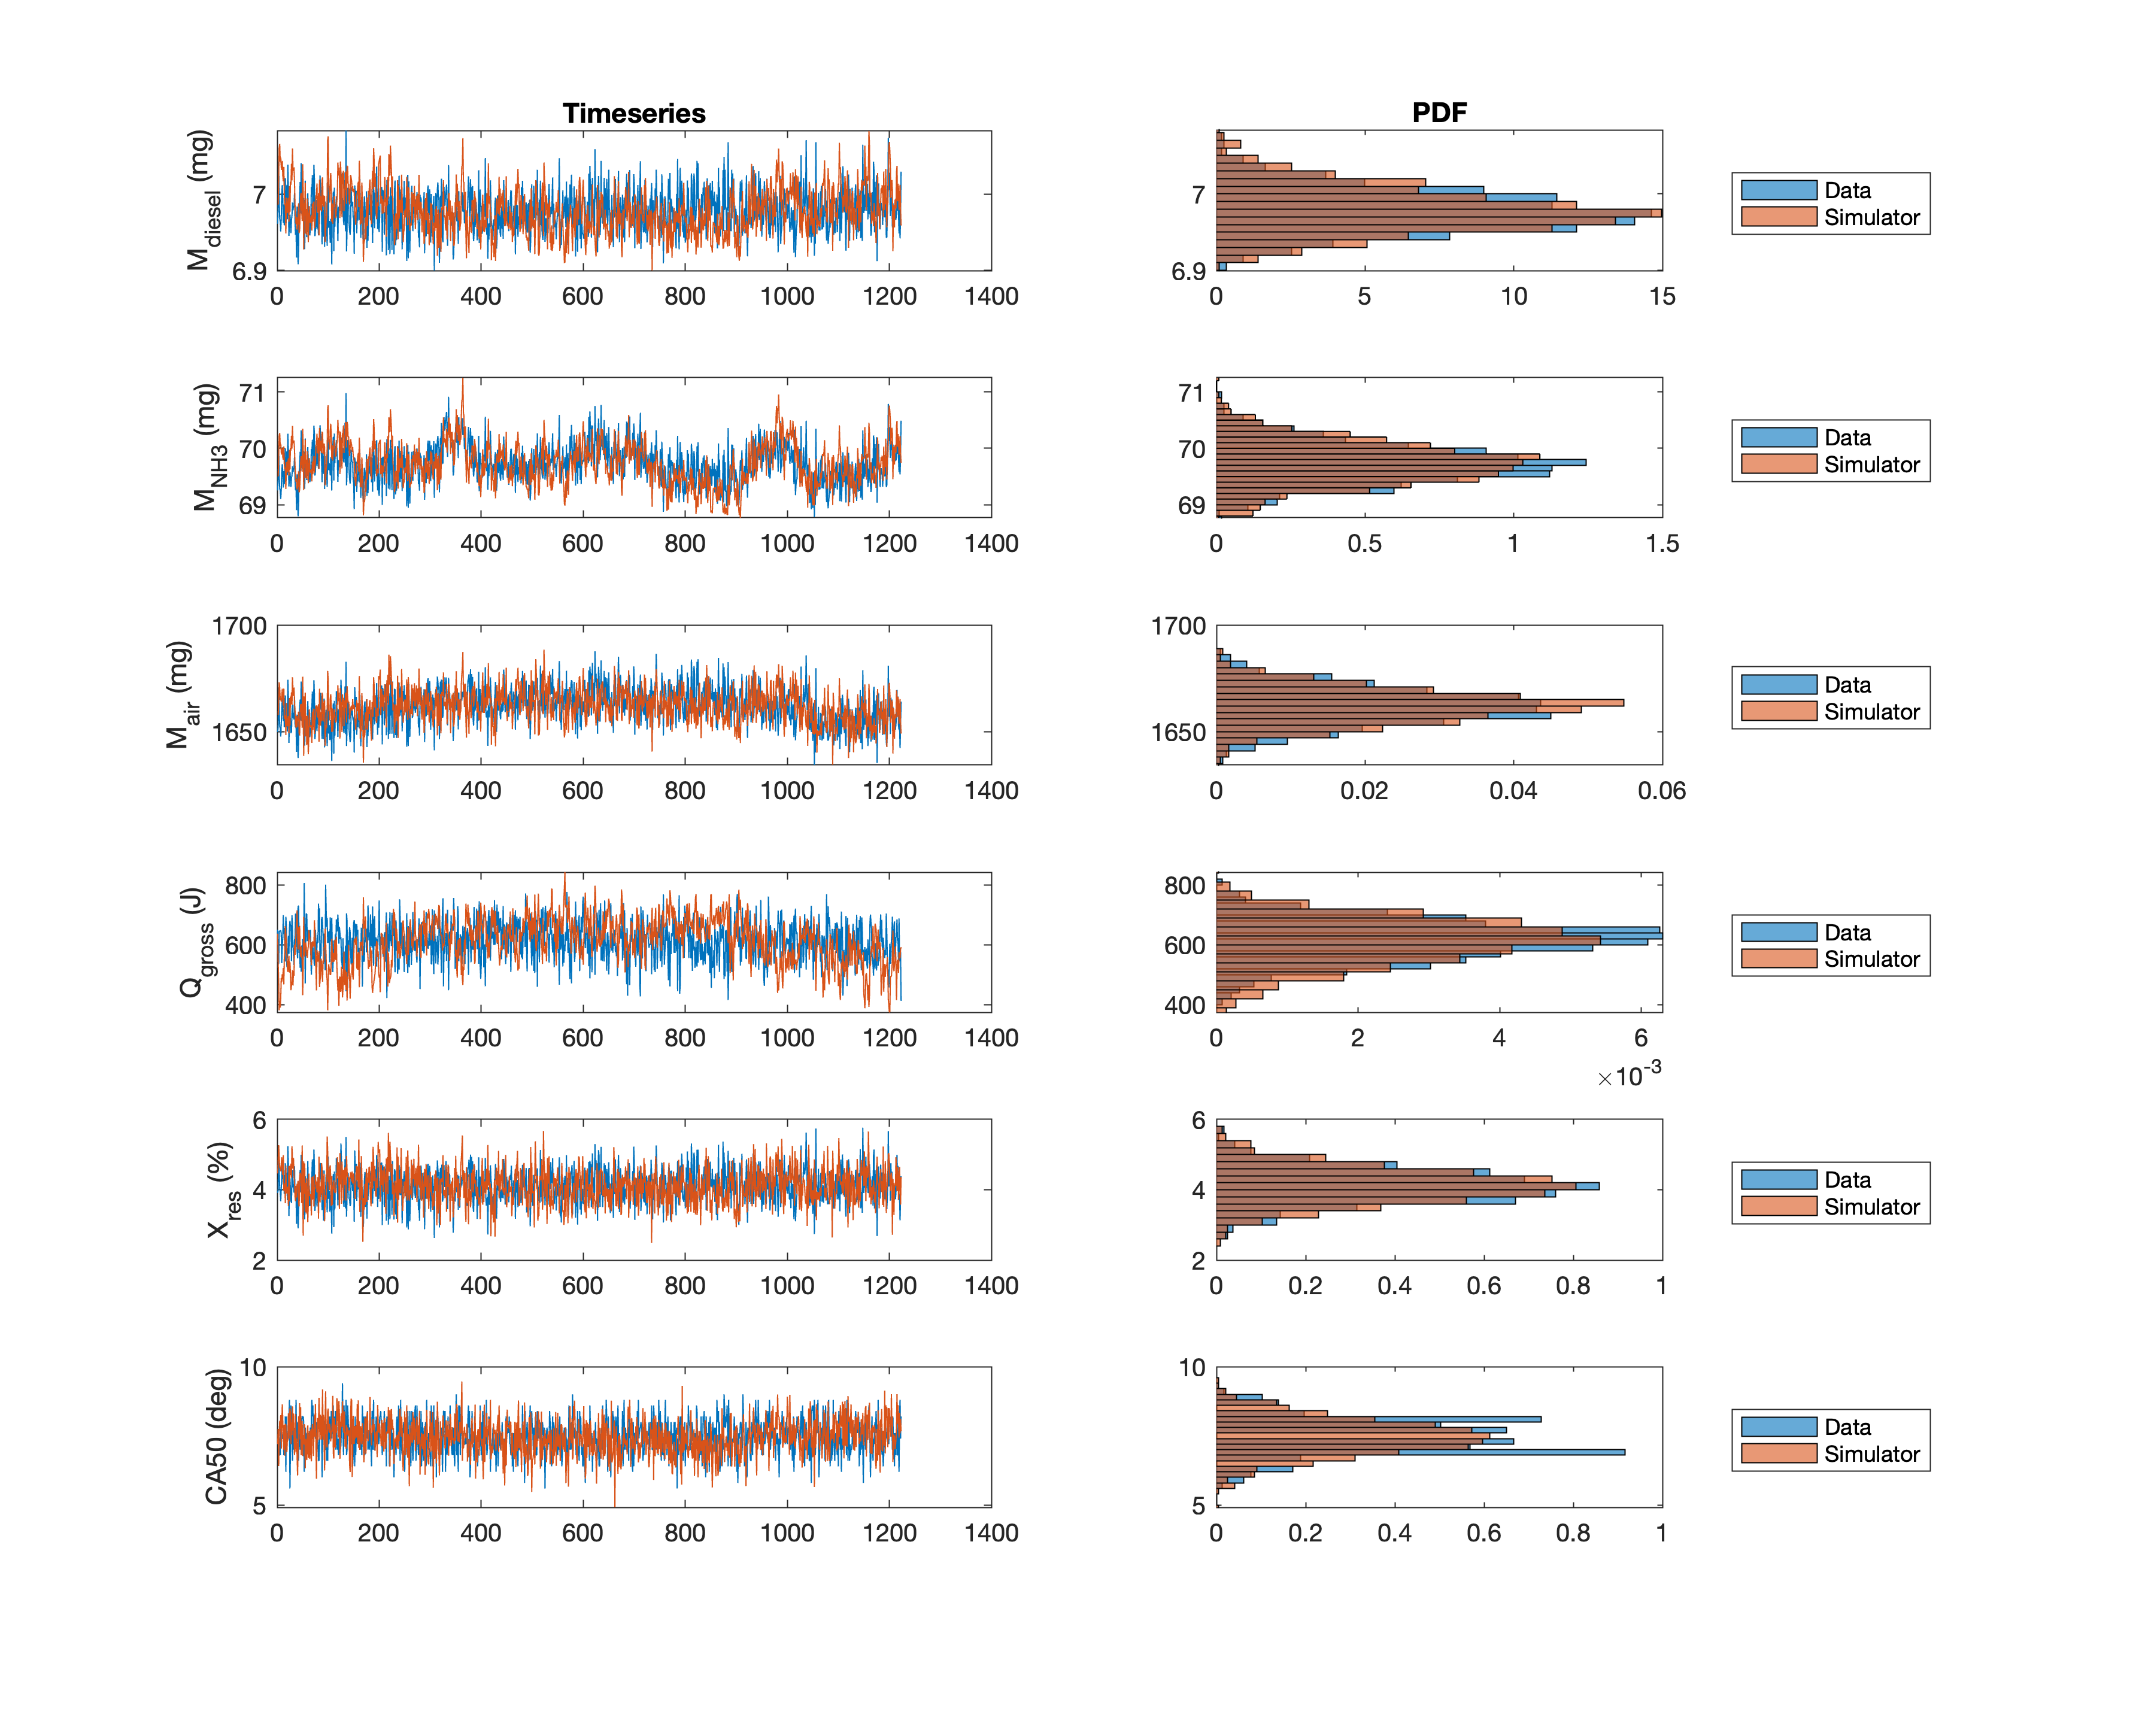 Timeseries
PDF
M_diesel (mg)
7
6.9
0 200 400 600 800 1000 1200 1400
7
6.9
0 5 10 15
Data
Simulator
M_NH3 (mg)
71
70
69
0 200 400 600 800 1000 1200 1400
71
70
69
0 0.5 1 1.5
Data
Simulator
M_air (mg)
1700
1650
0 200 400 600 800 1000 1200 1400
1700
1650
0 0.02 0.04 0.06
Data
Simulator
Q_gross (J)
800
600
400
0 200 400 600 800 1000 1200 1400
800
600
400
0 2 4 6
×10^-3
Data
Simulator
X_res (%)
6
4
2
0 200 400 600 800 1000 1200 1400
6
4
2
0 0.2 0.4 0.6 0.8 1
Data
Simulator
CA50 (deg)
10
5
0 200 400 600 800 1000 1200 1400
10
5
0 0.2 0.4 0.6 0.8 1
Data
Simulator